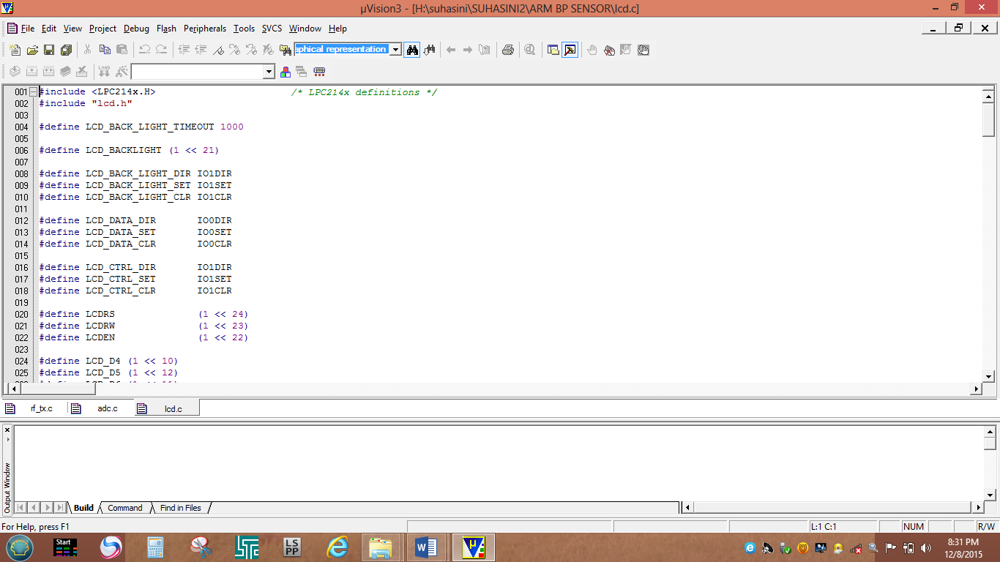 µVision3 - [H:\suhasini\SUHASINI2\ARM BP SENSOR\lcd.c]
File Edit View Project Debug Flash Peripherals Tools SVCS Window Help
aphical representation
LOAD
001 #include <LPC214x.H> /* LPC214x definitions */
002 #include "lcd.h"
003
004 #define LCD_BACK_LIGHT_TIMEOUT 1000
005
006 #define LCD_BACKLIGHT (1 << 21)
007
008 #define LCD_BACK_LIGHT_DIR IO1DIR
009 #define LCD_BACK_LIGHT_SET IO1SET
010 #define LCD_BACK_LIGHT_CLR IO1CLR
011
012 #define LCD_DATA_DIR IO0DIR
013 #define LCD_DATA_SET IO0SET
014 #define LCD_DATA_CLR IO0CLR
015
016 #define LCD_CTRL_DIR IO1DIR
017 #define LCD_CTRL_SET IO1SET
018 #define LCD_CTRL_CLR IO1CLR
019
020 #define LCDRS (1 << 24)
021 #define LCDRW (1 << 23)
022 #define LCDEN (1 << 22)
023
024 #define LCD_D4 (1 << 10)
025 #define LCD_D5 (1 << 12)
rf_tx.c adc.c lcd.c
Output Window
Build Command Find in Files
For Help, press F1 L:1 C:1 NUM R/W
Start
LS
PP
8:31 PM
12/8/2015